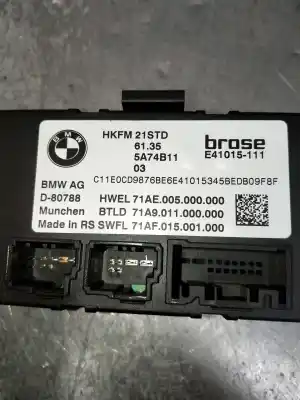 BMW
HKFM 21STD
61.35
5A74B11
03
brose
E41015-111
C11E0CD9876BE6E41015345BEDB09F8F
BMW AG
D-80788
Munchen
Made in RS
HWEL 71AE.005.000.000
BTLD 71A9.011.000.000
SWFL 71AF.015.001.000